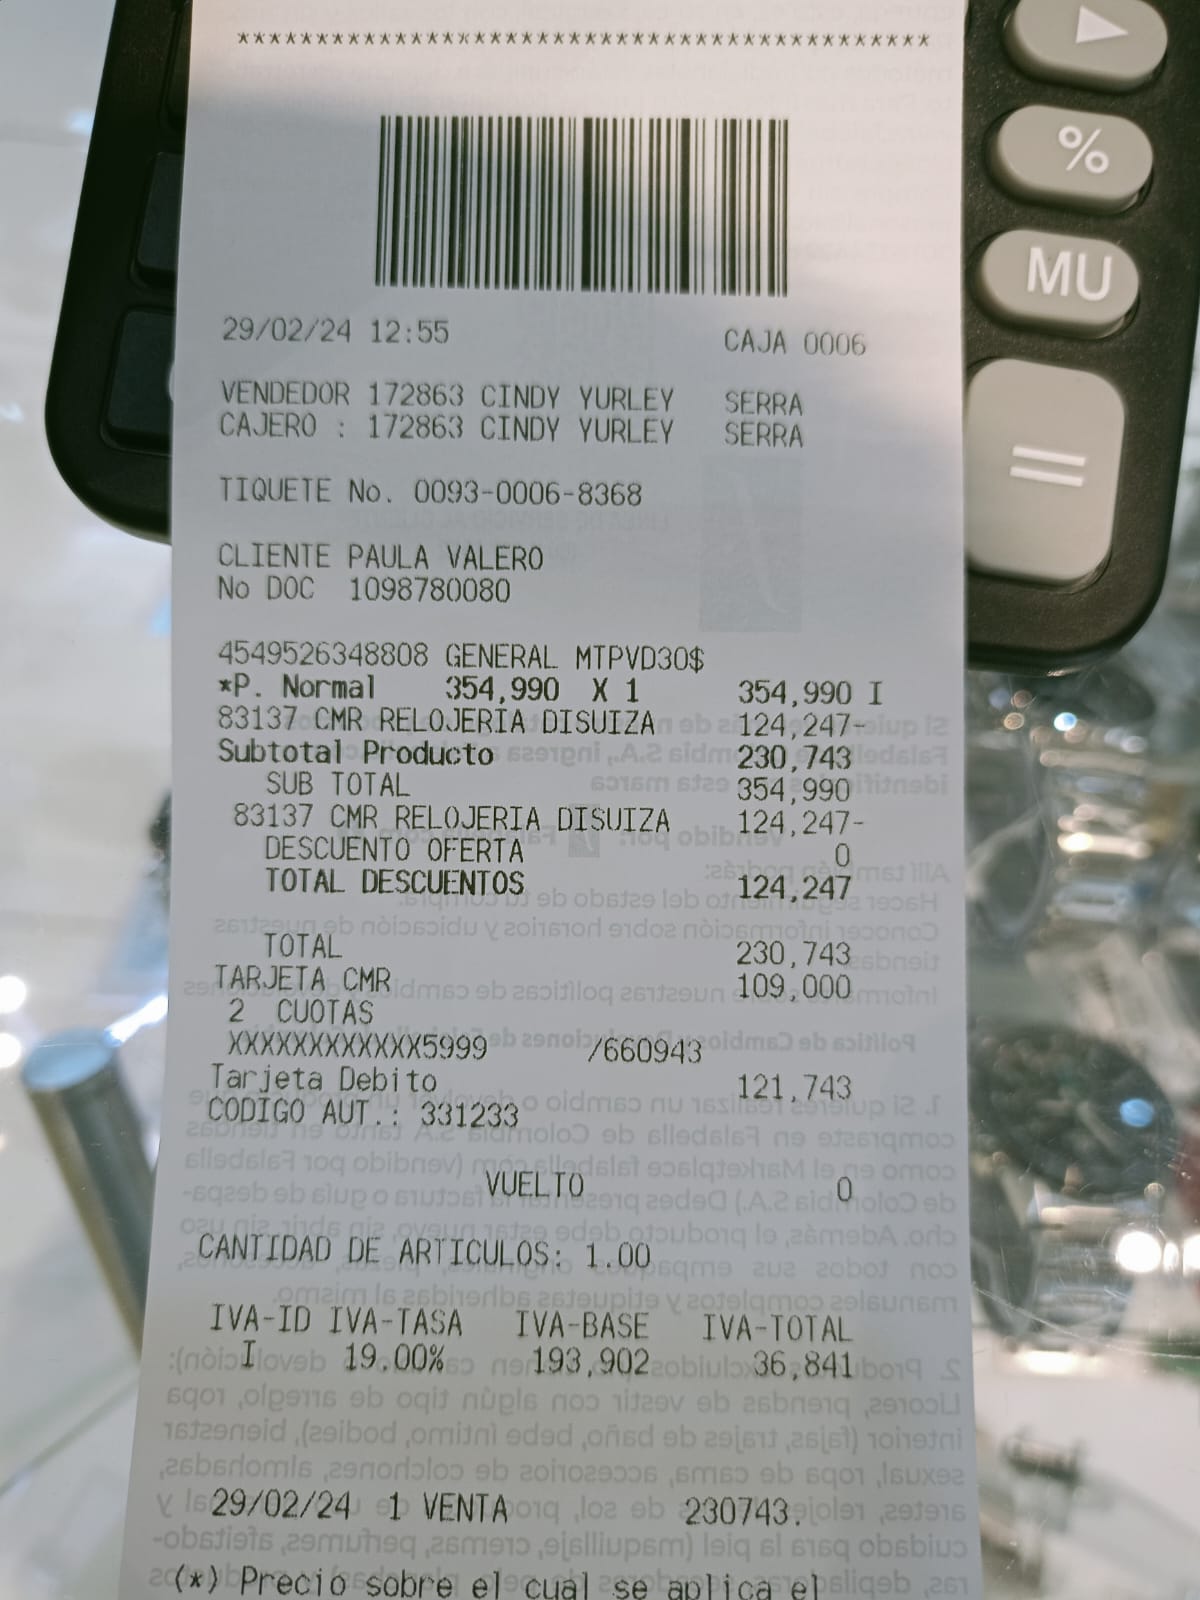 ********************************************
29/02/24 12:55 CAJA 0006
VENDEDOR 172863 CINDY YURLEY SERRA
CAJERO : 172863 CINDY YURLEY SERRA
TIQUETE No. 0093-0006-8368
CLIENTE PAULA VALERO
No DOC 1098780080
4549526348808 GENERAL MTPVD30$
*P. Normal 354,990 X 1 354,990 I
83137 CMR RELOJERIA DISUIZA 124,247-
Subtotal Producto 230,743
SUB TOTAL 354,990
83137 CMR RELOJERIA DISUIZA 124,247-
DESCUENTO OFERTA 0
TOTAL DESCUENTOS 124,247
TOTAL 230,743
TARJETA CMR 109,000
2 CUOTAS
XXXXXXXXXXXX5999 /660943
Tarjeta Debito 121,743
CODIGO AUT.: 331233
VUELTO 0
CANTIDAD DE ARTICULOS: 1.00
IVA-ID IVA-TASA IVA-BASE IVA-TOTAL
I 19.00% 193,902 36,841
29/02/24 1 VENTA 230743.
(*) Precio sobre el cual se aplica el
%
MU
=